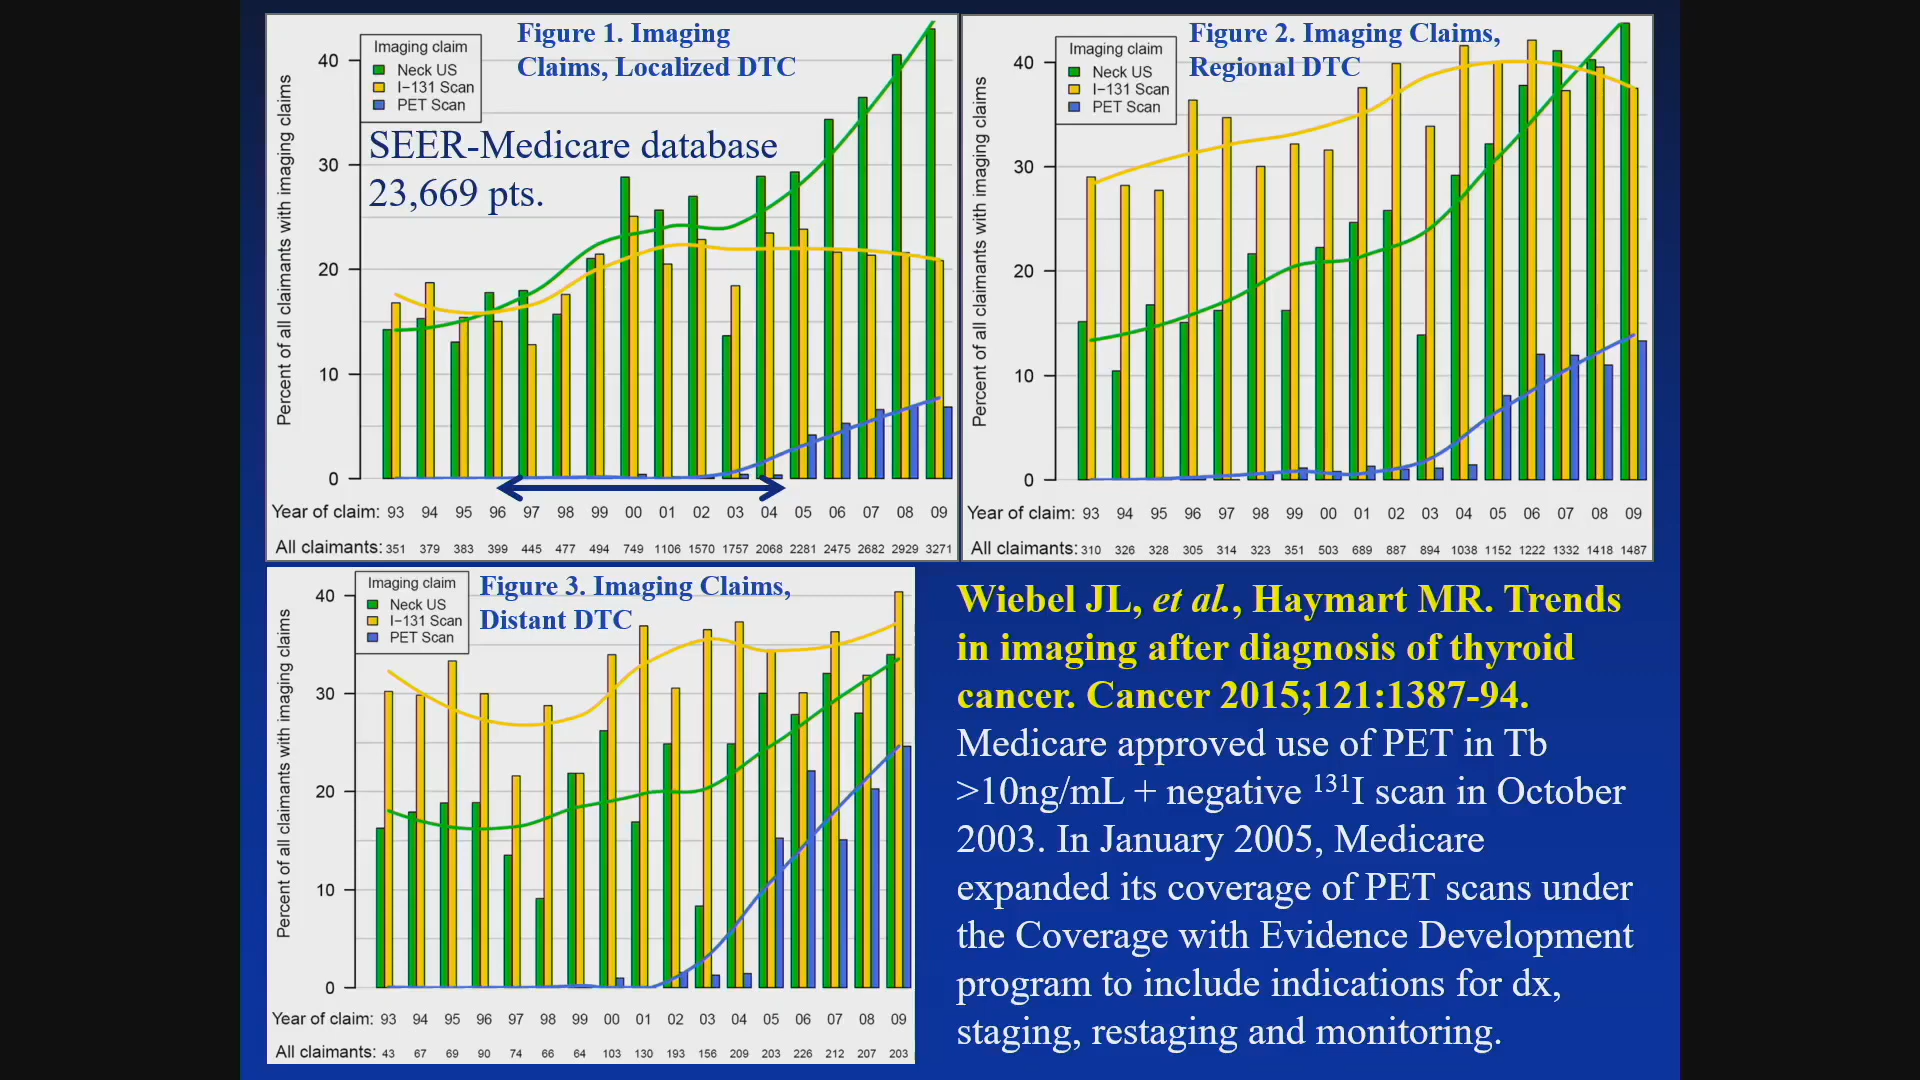 Figure 1. Imaging
Claims, Localized DTC
Imaging claim
Neck US
I−131 Scan
PET Scan
SEER-Medicare database
23,669 pts.
Percent of all claimants with imaging claims
40
30
20
10
0
Year of claim: 93 94 95 96 97 98 99 00 01 02 03 04 05 06 07 08 09
All claimants: 351 379 383 399 445 477 494 749 1106 1570 1757 2068 2281 2475 2682 2929 3271
Figure 2. Imaging Claims,
Regional DTC
Imaging claim
Neck US
I−131 Scan
PET Scan
Percent of all claimants with imaging claims
40
30
20
10
0
Year of claim: 93 94 95 96 97 98 99 00 01 02 03 04 05 06 07 08 09
All claimants: 310 326 328 305 314 323 351 503 689 887 894 1038 1152 1222 1332 1418 1487
Figure 3. Imaging Claims,
Distant DTC
Imaging claim
Neck US
I−131 Scan
PET Scan
Percent of all claimants with imaging claims
40
30
20
10
0
Year of claim: 93 94 95 96 97 98 99 00 01 02 03 04 05 06 07 08 09
All claimants: 43 67 69 90 74 66 64 103 130 193 156 209 203 226 212 207 203
Wiebel JL, et al., Haymart MR. Trends
in imaging after diagnosis of thyroid
cancer. Cancer 2015;121:1387-94.
Medicare approved use of PET in Tb
>10ng/mL + negative ¹³¹I scan in October
2003. In January 2005, Medicare
expanded its coverage of PET scans under
the Coverage with Evidence Development
program to include indications for dx,
staging, restaging and monitoring.